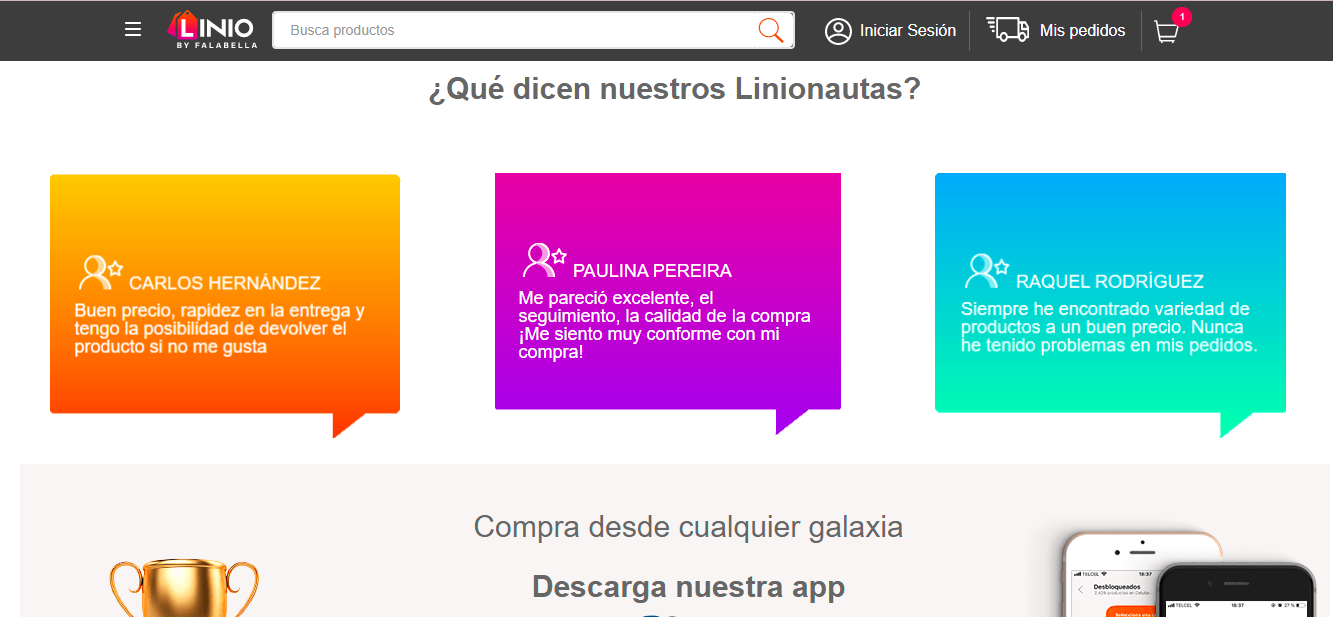 LINIO
BY FALABELLA
Busca productos
Iniciar Sesión
Mis pedidos
1
¿Qué dicen nuestros Linionautas?
CARLOS HERNÁNDEZ
Buen precio, rapidez en la entrega y
tengo la posibilidad de devolver el
producto si no me gusta
PAULINA PEREIRA
Me pareció excelente, el
seguimiento, la calidad de la compra
¡Me siento muy conforme con mi
compra!
RAQUEL RODRÍGUEZ
Siempre he encontrado variedad de
productos a un buen precio. Nunca
he tenido problemas en mis pedidos.
Compra desde cualquier galaxia
Descarga nuestra app
TELCEL 16:37
Desbloqueados
TELCEL 16:37 27 %